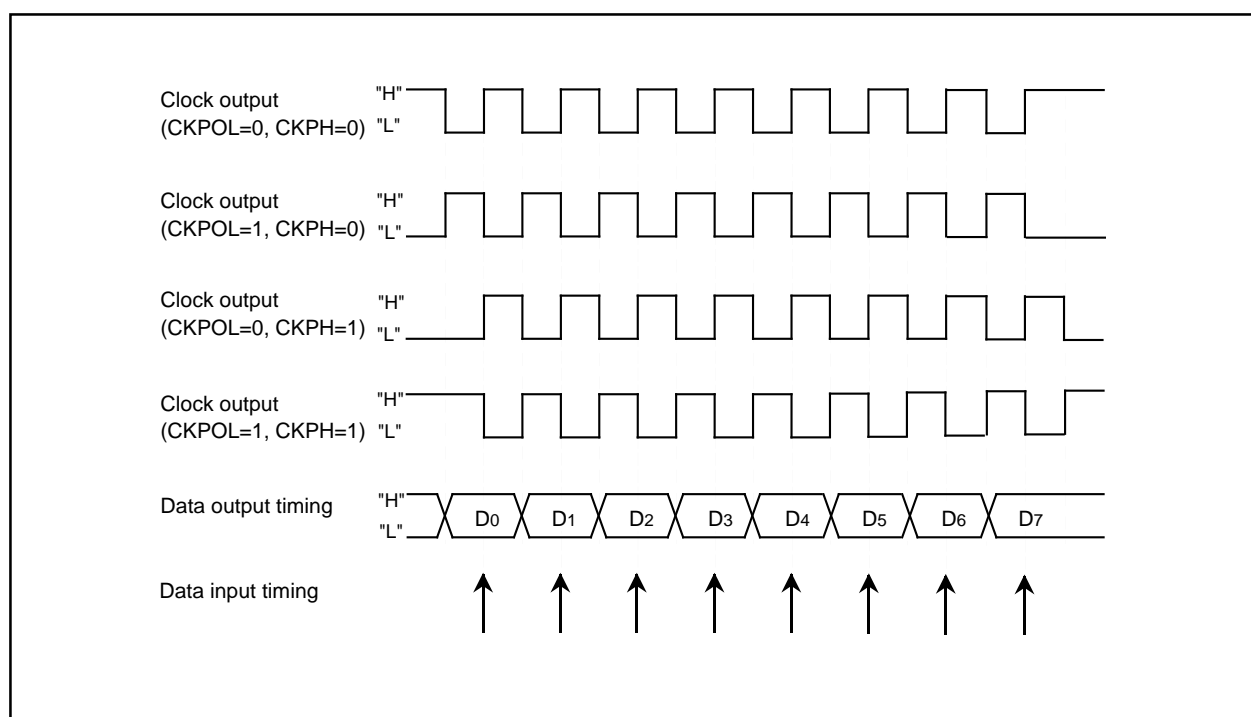 Clock output
(CKPOL=0, CKPH=0)
"H"
"L"
Clock output
(CKPOL=1, CKPH=0)
"H"
"L"
Clock output
(CKPOL=0, CKPH=1)
"H"
"L"
Clock output
(CKPOL=1, CKPH=1)
"H"
"L"
Data output timing
"H"
"L"
D0 D1 D2 D3 D4 D5 D6 D7
Data input timing